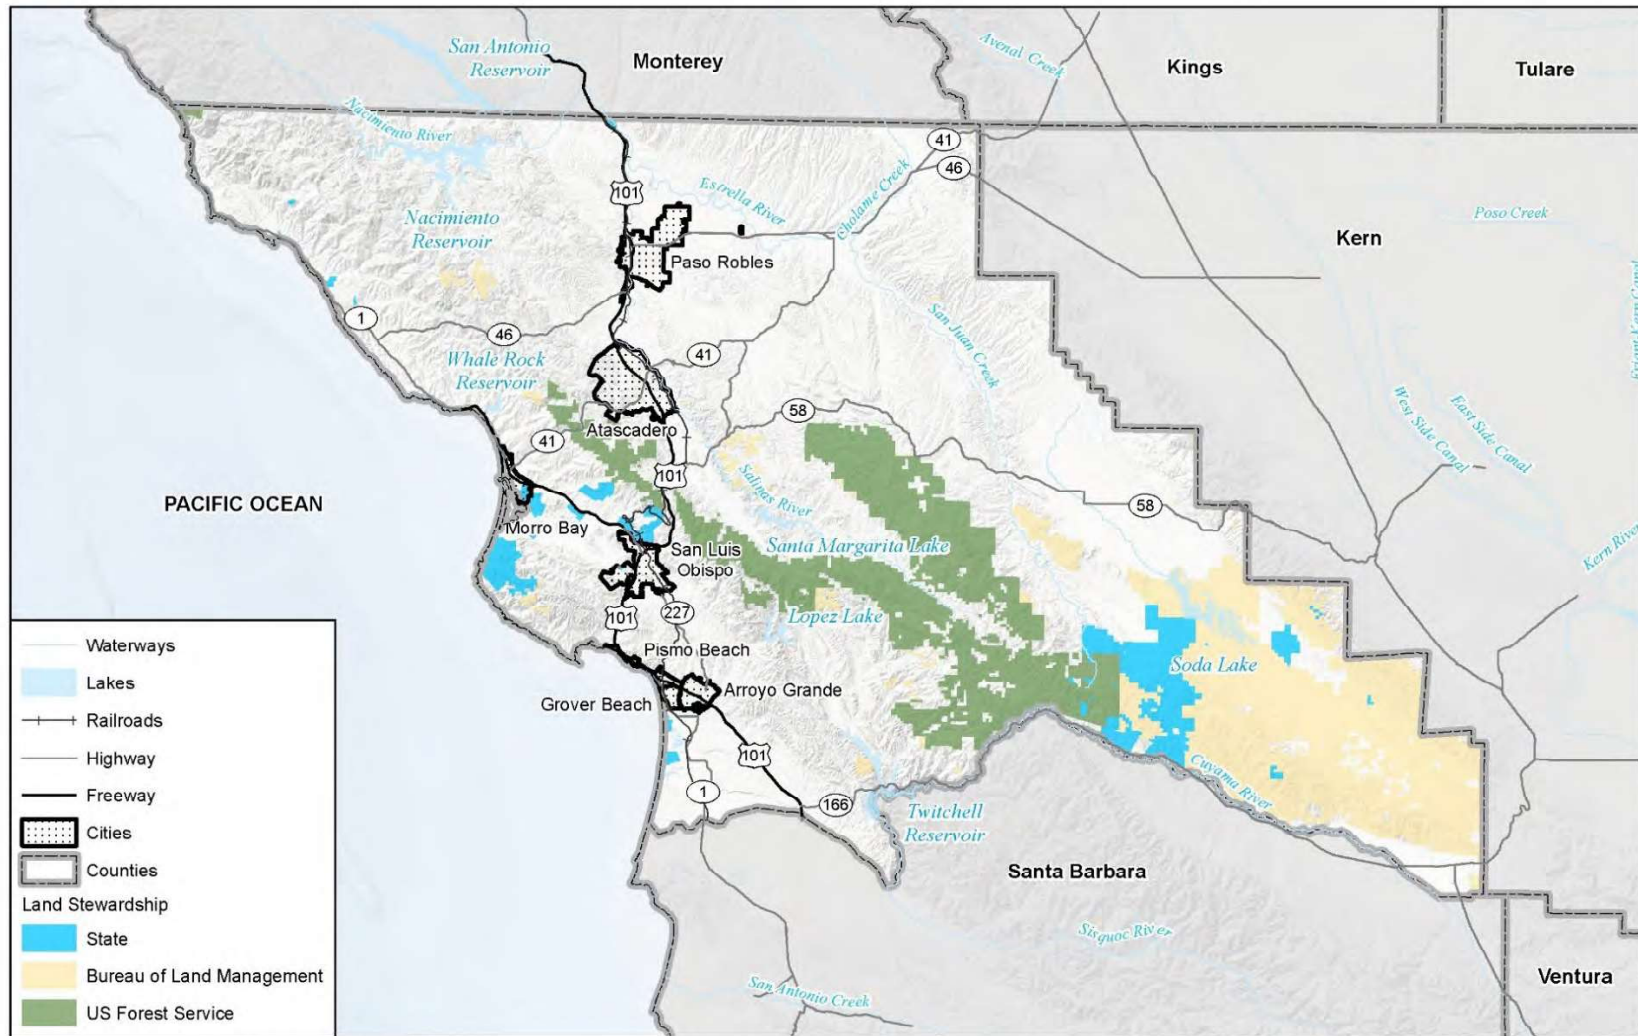 San Antonio
Reservoir
Monterey
Avenal Creek
Kings
Tulare
Nacimiento River
41
46
101
Estrella River
Cholame Creek
Nacimiento
Reservoir
Poso Creek
Kern
Paso Robles
Friant Kern Canal
1
46
San Juan Creek
Whale Rock
Reservoir
41
58
West Side Canal
East Side Canal
Atascadero
41
101
Salinas River
58
PACIFIC OCEAN
Morro Bay
San Luis
Obispo
Santa Margarita Lake
Kern River
101
227
Lopez Lake
Pismo Beach
Soda Lake
Grover Beach
Arroyo Grande
101
1
166
Cuyama River
Twitchell
Reservoir
Santa Barbara
Sisquoc River
San Antonio Creek
Ventura
Waterways
Lakes
Railroads
Highway
Freeway
Cities
Counties
Land Stewardship
State
Bureau of Land Management
US Forest Service